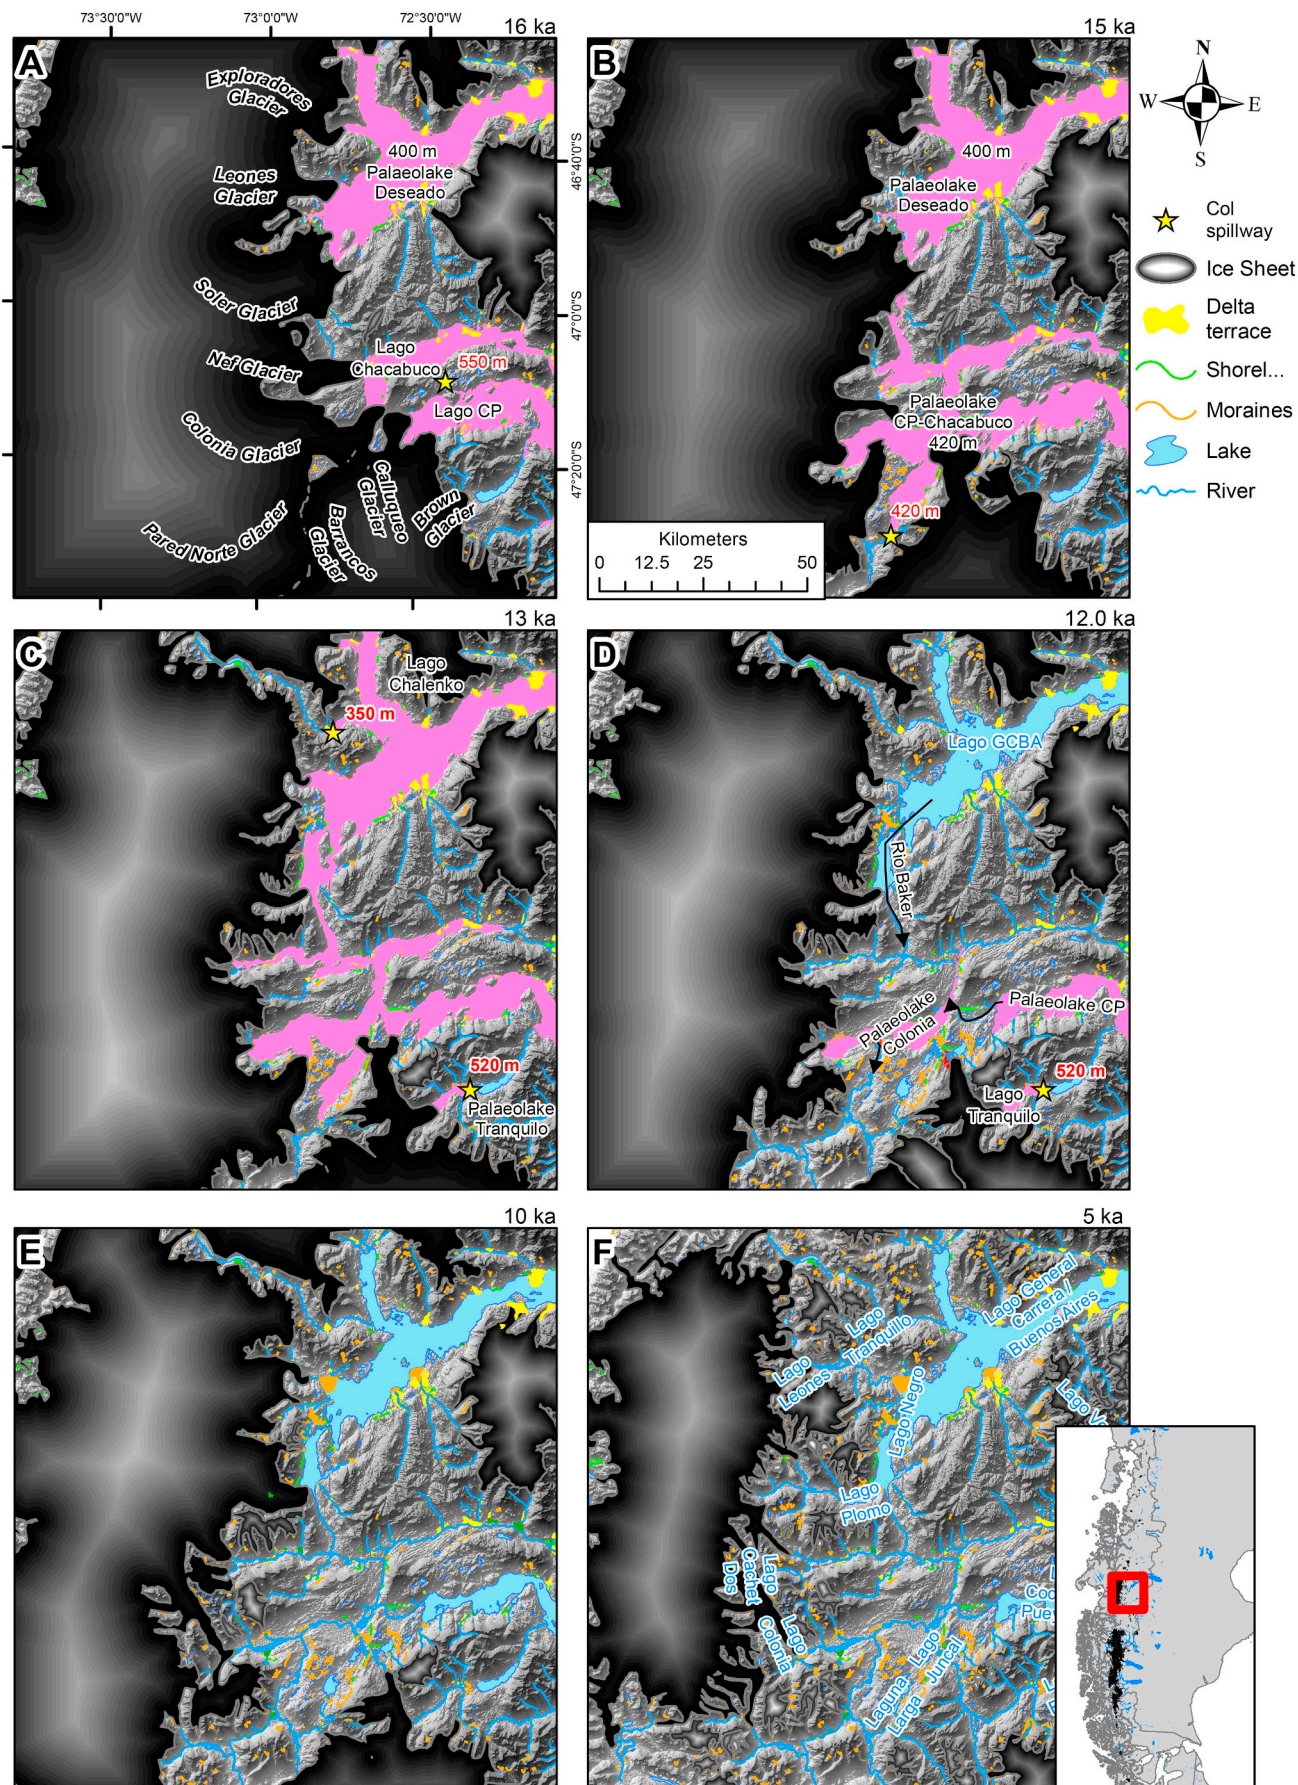 73°30'0"W
73°0'0"W
72°30'0"W
16 ka
A
Exploradores
Glacier
400 m
Palaeolake
Deseado
Leones
Glacier
Soler Glacier
Nef Glacier
Lago
Chacabuco
550 m
Lago CP
Colonia Glacier
Pared Norte Glacier
Barrancos
Glacier
Calluqueo
Glacier
Brown
Glacier
46°40'0"S
47°0'0"S
47°20'0"S
15 ka
B
400 m
Palaeolake
Deseado
Palaeolake
CP-Chacabuco
420 m
420 m
Kilometers
0 12.5 25 50
N
W E
S
Col
spillway
Ice Sheet
Delta
terrace
Shorel...
Moraines
Lake
River
13 ka
C
Lago
Chalenko
350 m
520 m
Palaeolake
Tranquilo
12.0 ka
D
Lago GCBA
Rio Baker
Palaeolake
Colonia
Palaeolake CP
520 m
Lago
Tranquilo
10 ka
E
5 ka
F
Lago General
Carrera /
Buenos Aires
Lago
Tranquillo
Lago
Leones
Lago Negro
Lago V
Lago
Plomo
Lago
Cachet
Dos
Lago
Colonia
Laguna
Larga
Lago
Juncal
L
Coc
Puey